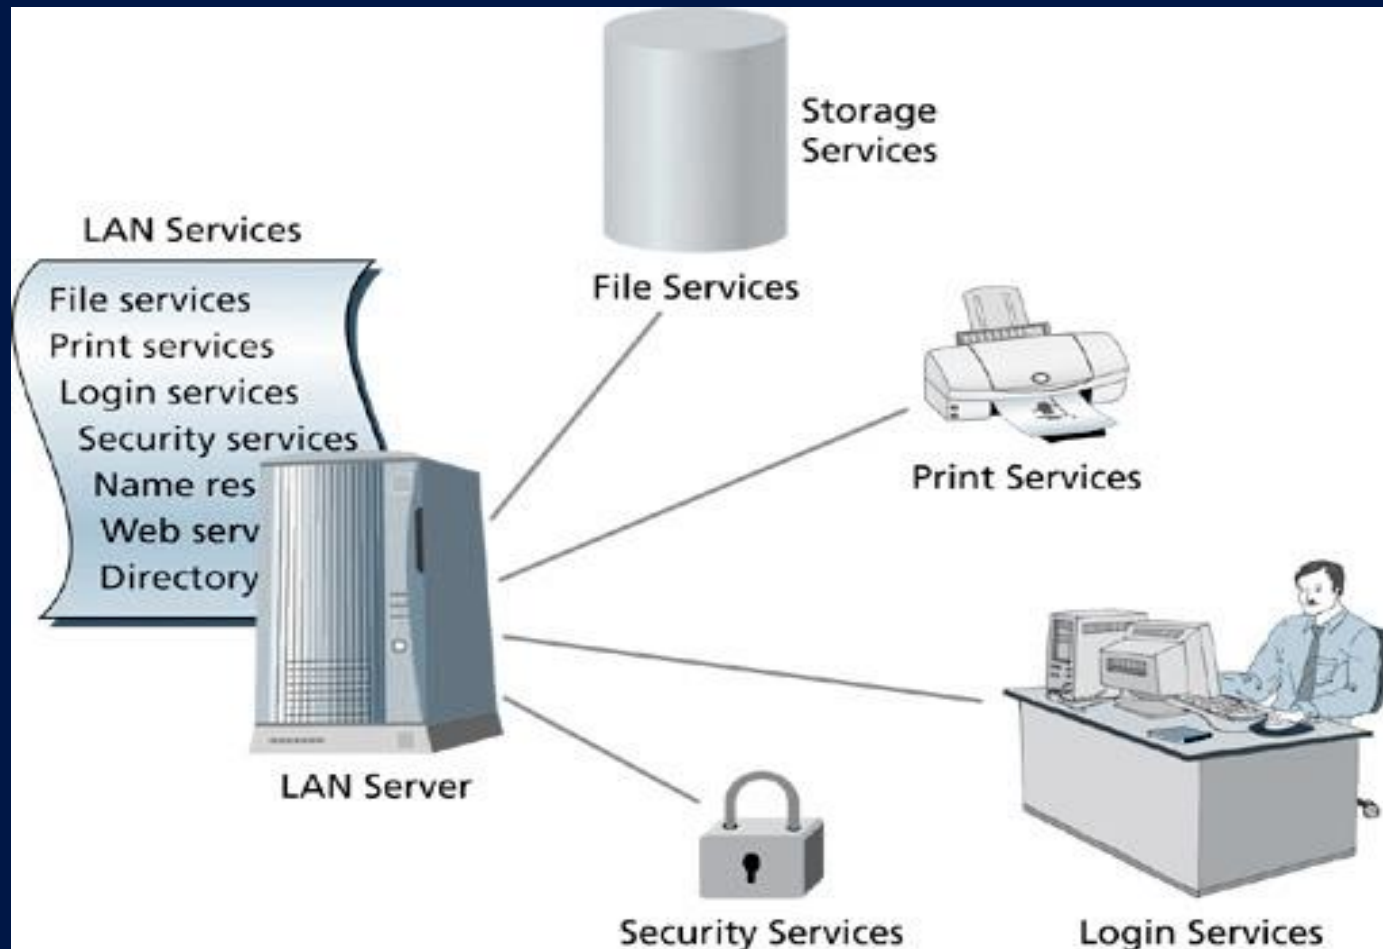 Storage
Services
File Services
LAN Services
File services
Print services
Login services
Security services
Name res
Web serv
Directory
LAN Server
Print Services
Security Services
Login Services